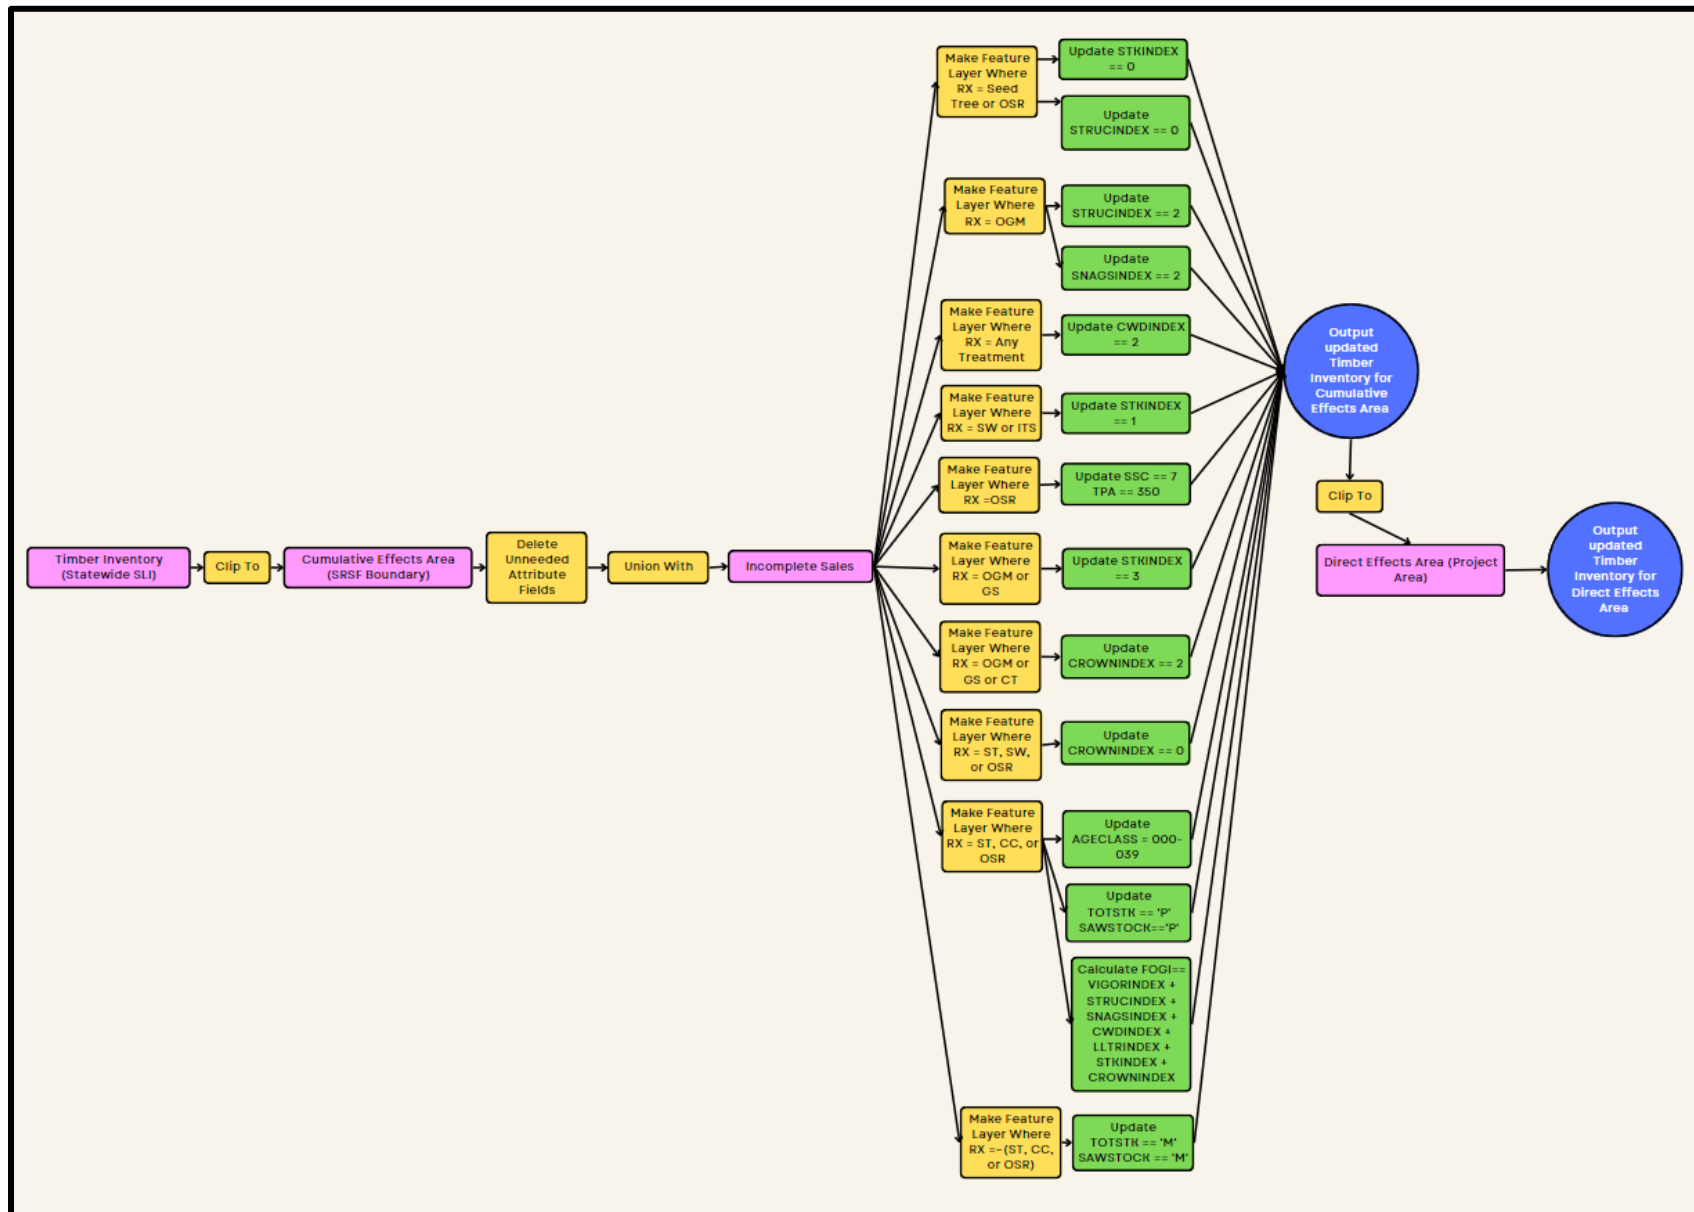 Timber Inventory
(Statewide SLI)
Clip To
Cumulative Effects Area
(SRSF Boundary)
Delete
Unneeded
Attribute
Fields
Union With
Incomplete Sales
Make Feature
Layer Where
RX = Seed
Tree or OSR
Update STKINDEX
== 0
Update
STRUCINDEX == 0
Make Feature
Layer Where
RX = OGM
Update
STRUCINDEX == 2
Update
SNAGSINDEX == 2
Make Feature
Layer Where
RX = Any
Treatment
Update CWDINDEX
== 2
Make Feature
Layer Where
RX = SW or ITS
Update STKINDEX
== 1
Make Feature
Layer Where
RX =OSR
Update SSC == 7
TPA == 350
Make Feature
Layer Where
RX = OGM or
GS
Update STKINDEX
== 3
Make Feature
Layer Where
RX = OGM or
GS or CT
Update
CROWNINDEX == 2
Make Feature
Layer Where
RX = ST, SW,
or OSR
Update
CROWNINDEX == 0
Make Feature
Layer Where
RX = ST, CC, or
OSR
Update
AGECLASS = 000-
039
Update
TOTSTK == 'P'
SAWSTOCK=='P'
Calculate FOGI==
VIGORINDEX +
STRUCINDEX +
SNAGSINDEX +
CWDINDEX +
LLTRINDEX +
STKINDEX +
CROWNINDEX
Make Feature
Layer Where
RX =-(ST, CC,
or OSR)
Update
TOTSTK == 'M'
SAWSTOCK == 'M'
Output
updated
Timber
Inventory for
Cumulative
Effects Area
Clip To
Direct Effects Area (Project
Area)
Output
updated
Timber
Inventory for
Direct Effects
Area